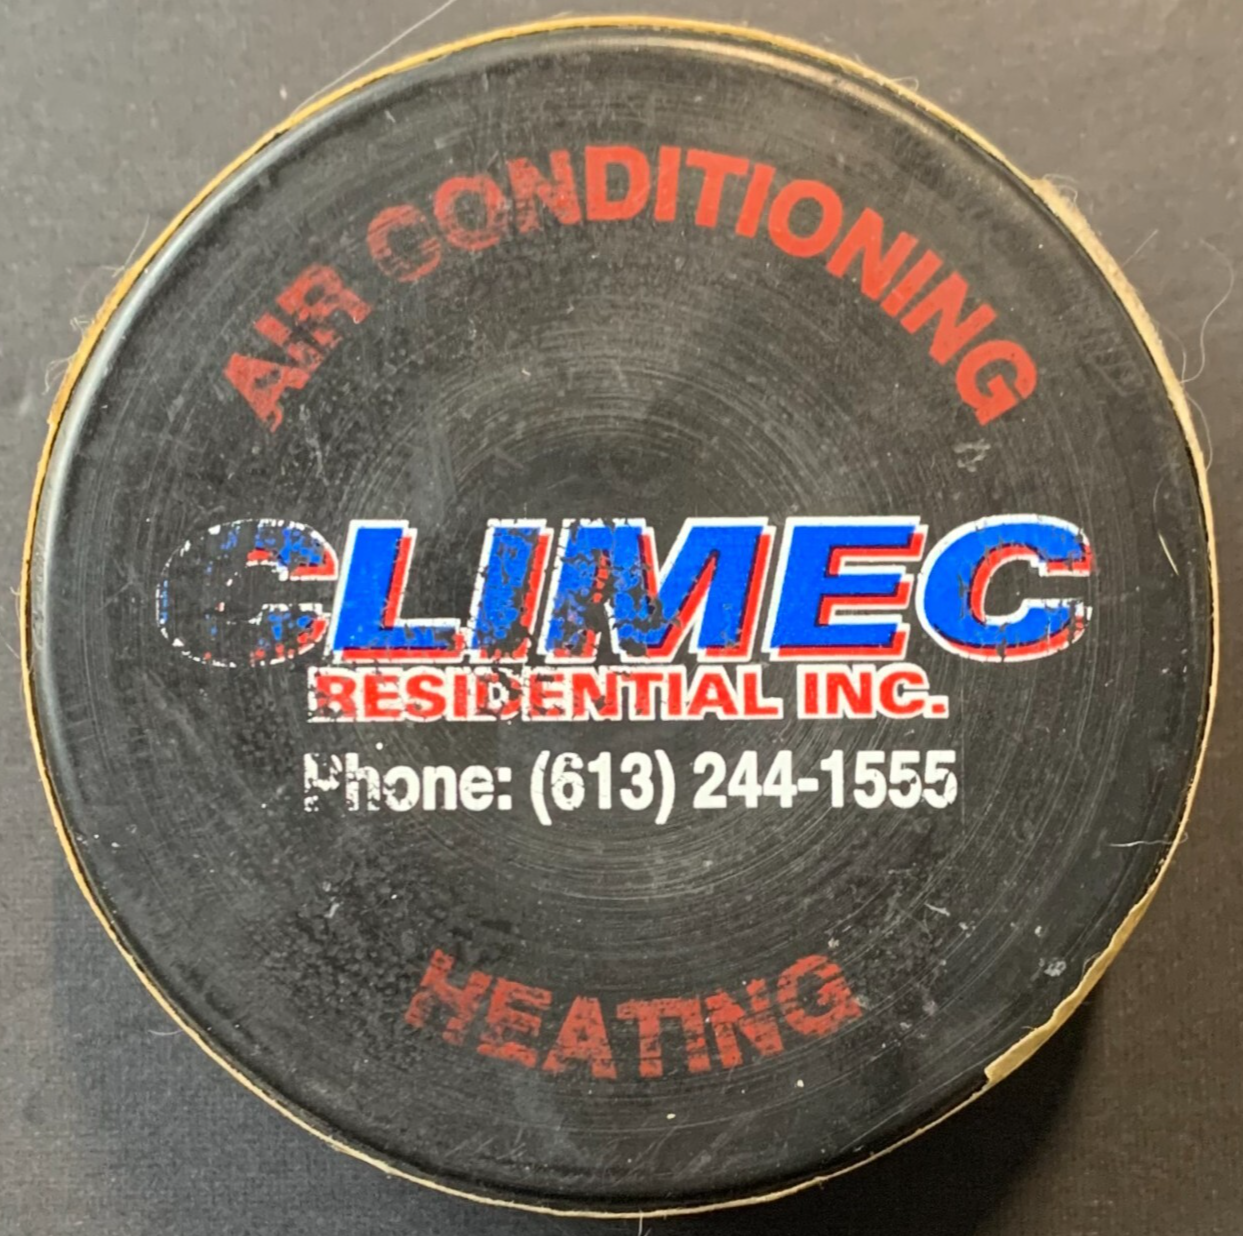 AIR CONDITIONING
CLIMEC
RESIDENTIAL INC.
Phone: (613) 244-1555
HEATING